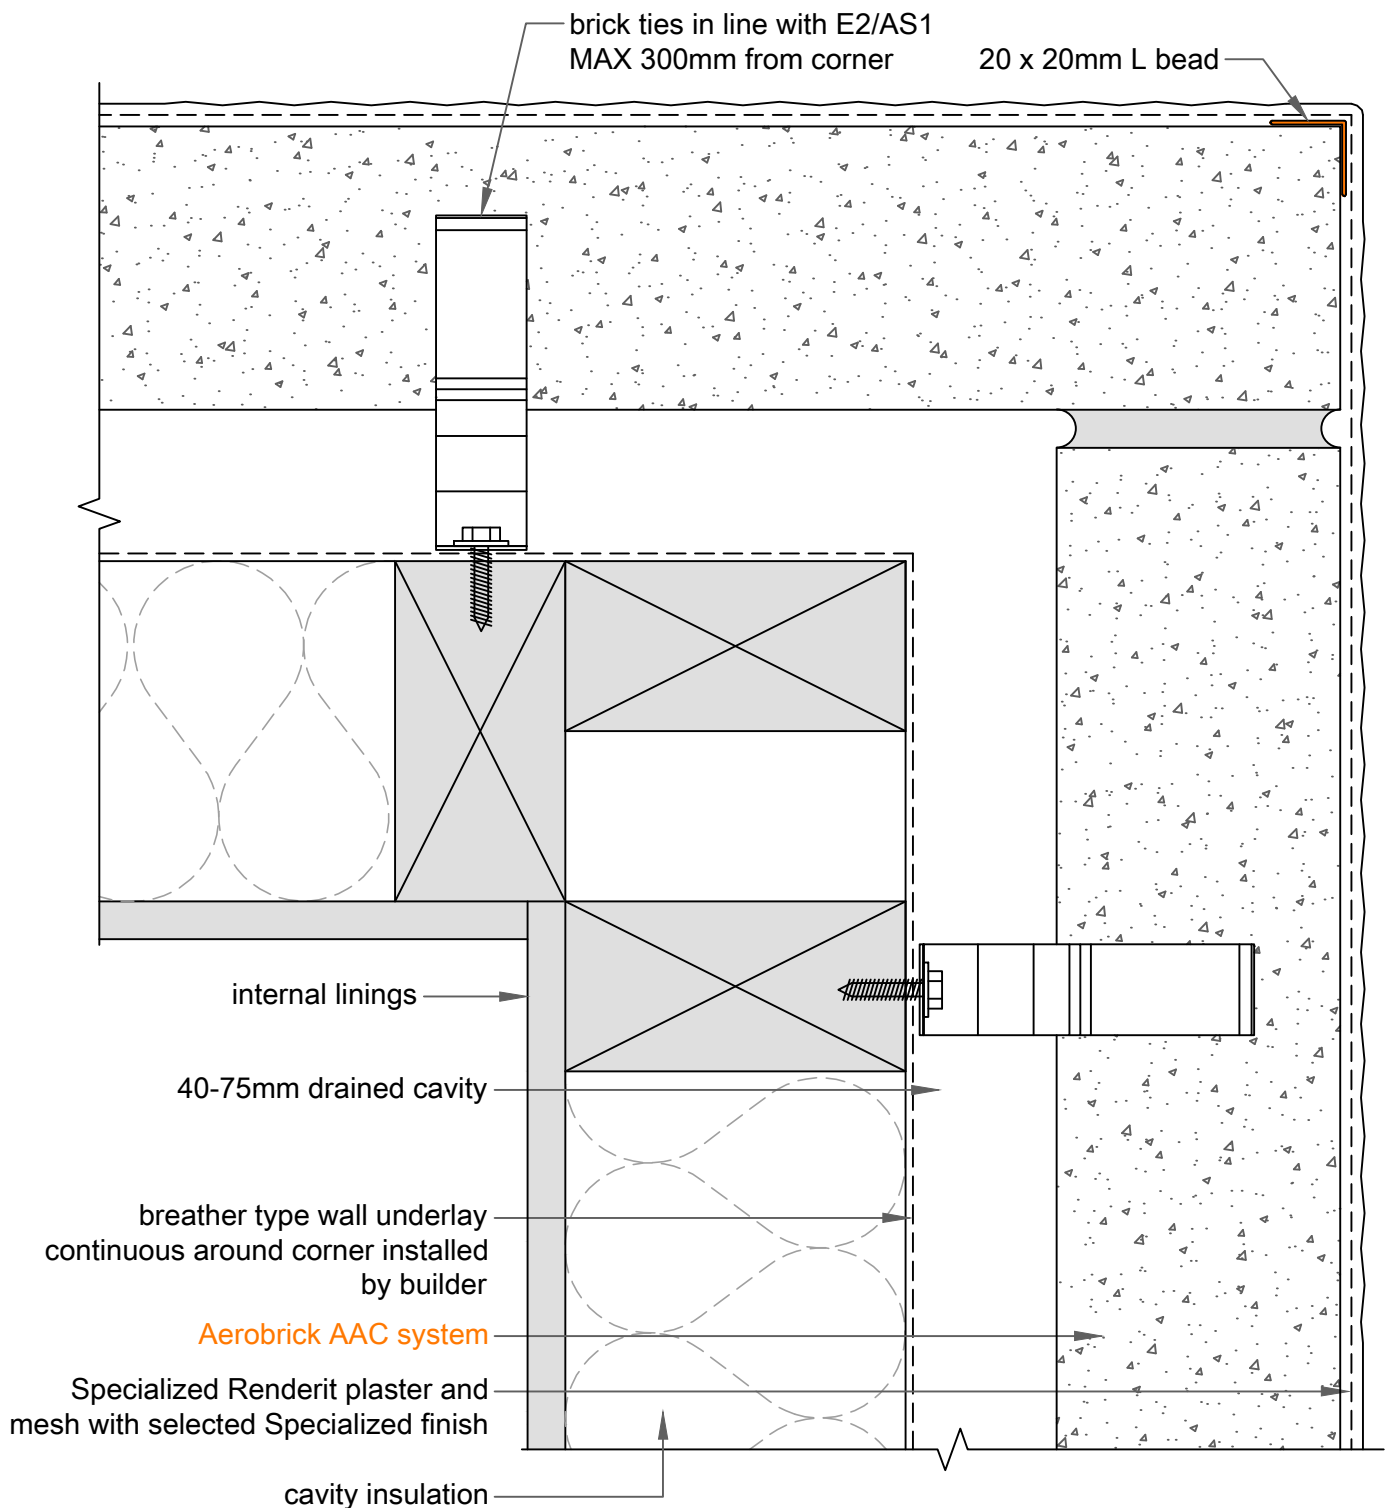 brick ties in line with E2/AS1
MAX 300mm from corner
20 x 20mm L bead
internal linings
40-75mm drained cavity
breather type wall underlay
continuous around corner installed
by builder
Aerobrick AAC system
Specialized Renderit plaster and
mesh with selected Specialized finish
cavity insulation